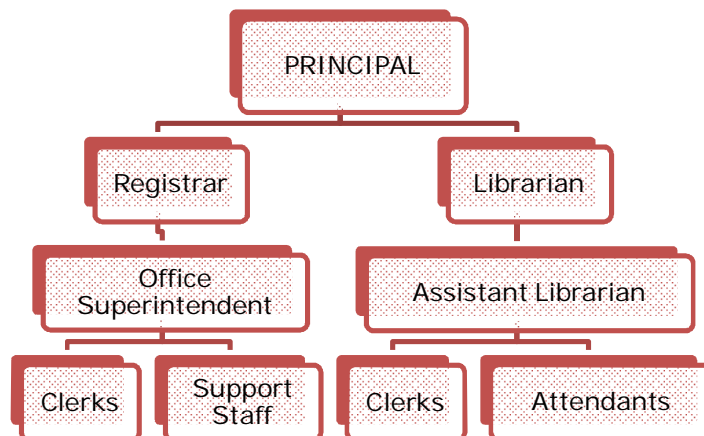 PRINCIPAL
Registrar
Librarian
Office
Superintendent
Assistant Librarian
Clerks
Support
Staff
Clerks
Attendants